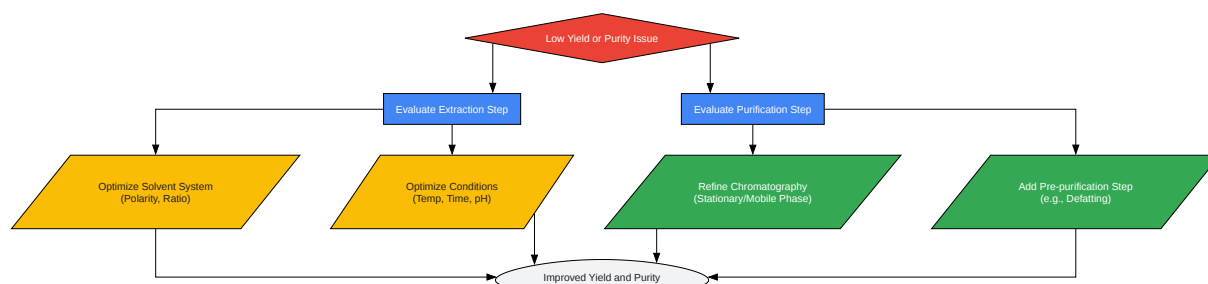 Low Yield or Purity Issue
Evaluate Extraction Step
Evaluate Purification Step
Optimize Solvent System
(Polarity, Ratio)
Optimize Conditions
(Temp, Time, pH)
Refine Chromatography
(Stationary/Mobile Phase)
Add Pre-purification Step
(e.g., Defatting)
Improved Yield and Purity